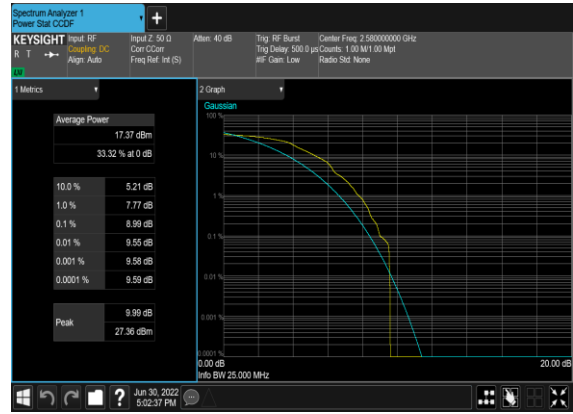 Spectrum Analyzer 1
Power Stat CCDF
KEYSIGHT
R T
LXI
Input: RF
Coupling: DC
Align: Auto
Input Z: 50 Ω
Corr CCorr
Freq Ref: Int (S)
Atten: 40 dB
Trig: RF Burst
Trig Delay: 500.0 µs
#IF Gain: Low
Center Freq: 2.580000000 GHz
Counts: 1.00 M/1.00 Mpt
Radio Std: None
1 Metrics
Average Power
17.37 dBm
33.32 % at 0 dB
10.0 % 5.21 dB
1.0 % 7.77 dB
0.1 % 8.99 dB
0.01 % 9.55 dB
0.001 % 9.58 dB
0.0001 % 9.59 dB
Peak
9.99 dB
27.36 dBm
2 Graph
Gaussian
100 %
10 %
1 %
0.1 %
0.01 %
0.001 %
0.0001 %
0.00 dB
20.00 dB
Info BW 25.000 MHz
?
Jun 30, 2022
5:02:37 PM